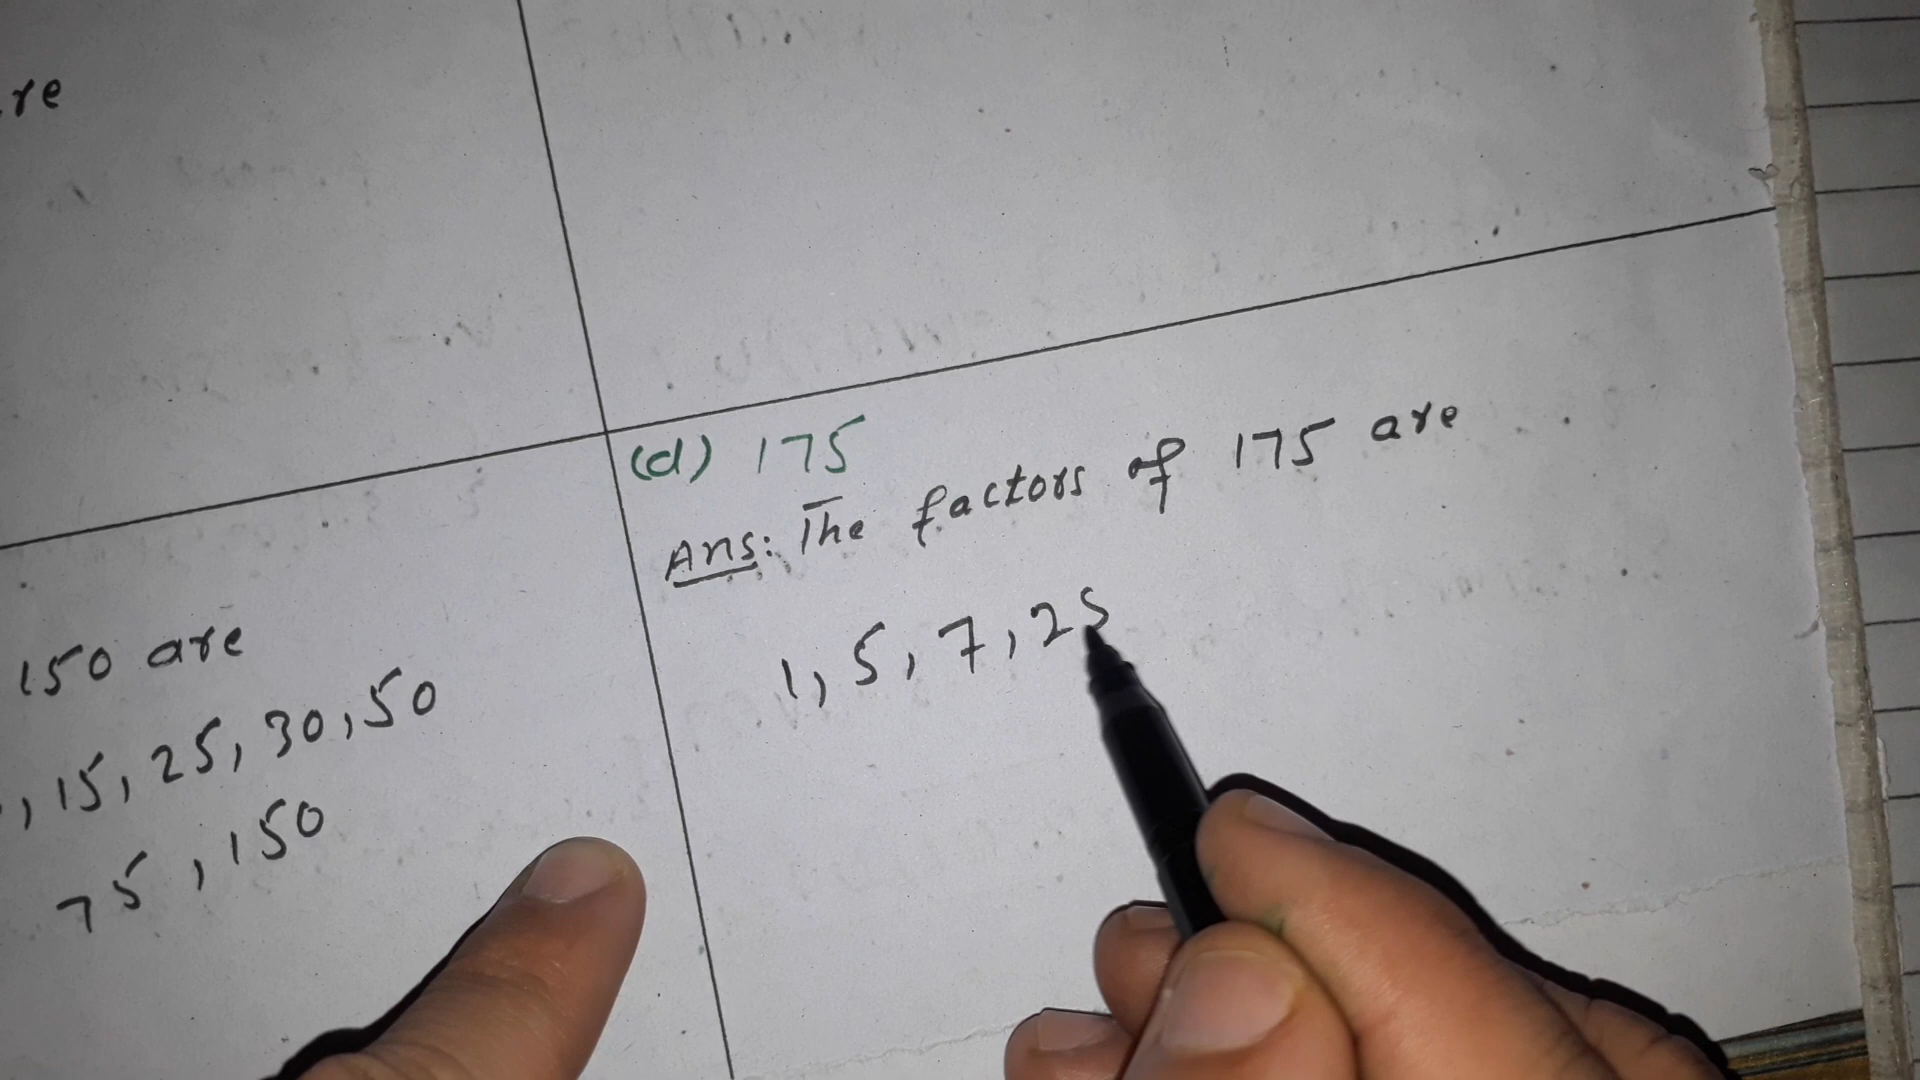 re
150 are
, 15, 25, 30, 50
75, 150
(d) 175
Ans: The factors of 175 are
1, 5, 7, 25